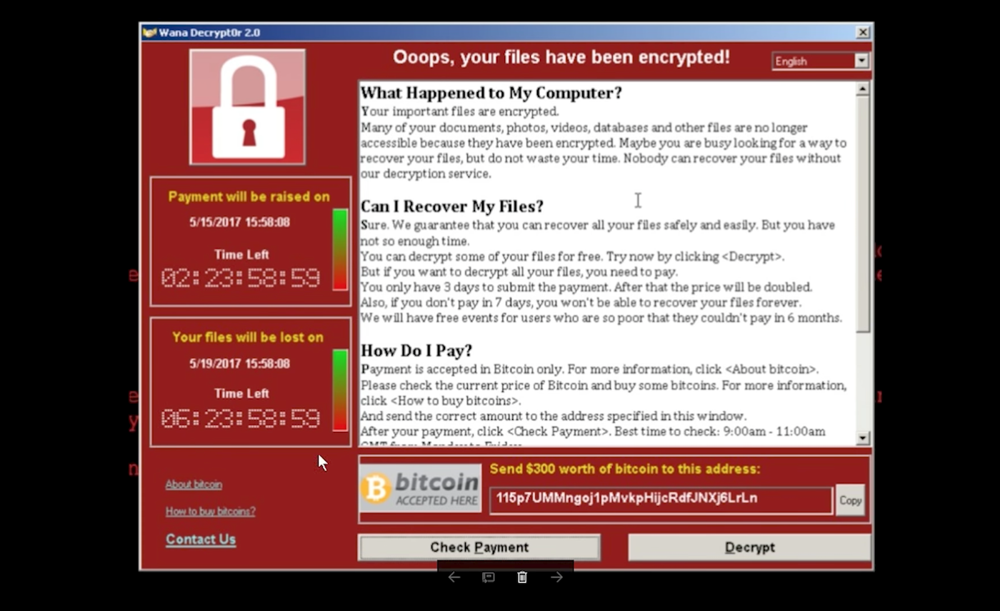 Wana Decrypt0r 2.0
Ooops, your files have been encrypted!
English
What Happened to My Computer?
Your important files are encrypted.
Many of your documents, photos, videos, databases and other files are no longer
accessible because they have been encrypted. Maybe you are busy looking for a way to
recover your files, but do not waste your time. Nobody can recover your files without
our decryption service.
Can I Recover My Files?
Sure. We guarantee that you can recover all your files safely and easily. But you have
not so enough time.
You can decrypt some of your files for free. Try now by clicking <Decrypt>.
But if you want to decrypt all your files, you need to pay.
You only have 3 days to submit the payment. After that the price will be doubled.
Also, if you don't pay in 7 days, you won't be able to recover your files forever.
We will have free events for users who are so poor that they couldn't pay in 6 months.
How Do I Pay?
Payment is accepted in Bitcoin only. For more information, click <About bitcoin>.
Please check the current price of Bitcoin and buy some bitcoins. For more information,
click <How to buy bitcoins>.
And send the correct amount to the address specified in this window.
After your payment, click <Check Payment>. Best time to check: 9:00am - 11:00am
Payment will be raised on
5/15/2017 15:58:08
Time Left
02:23:58:59
Your files will be lost on
5/19/2017 15:58:08
Time Left
06:23:58:59
About bitcoin
How to buy bitcoins?
Contact Us
bitcoin
ACCEPTED HERE
Send $300 worth of bitcoin to this address:
115p7UMMngoj1pMvkpHijcRdfJNXj6LrLn
Copy
Check Payment
Decrypt